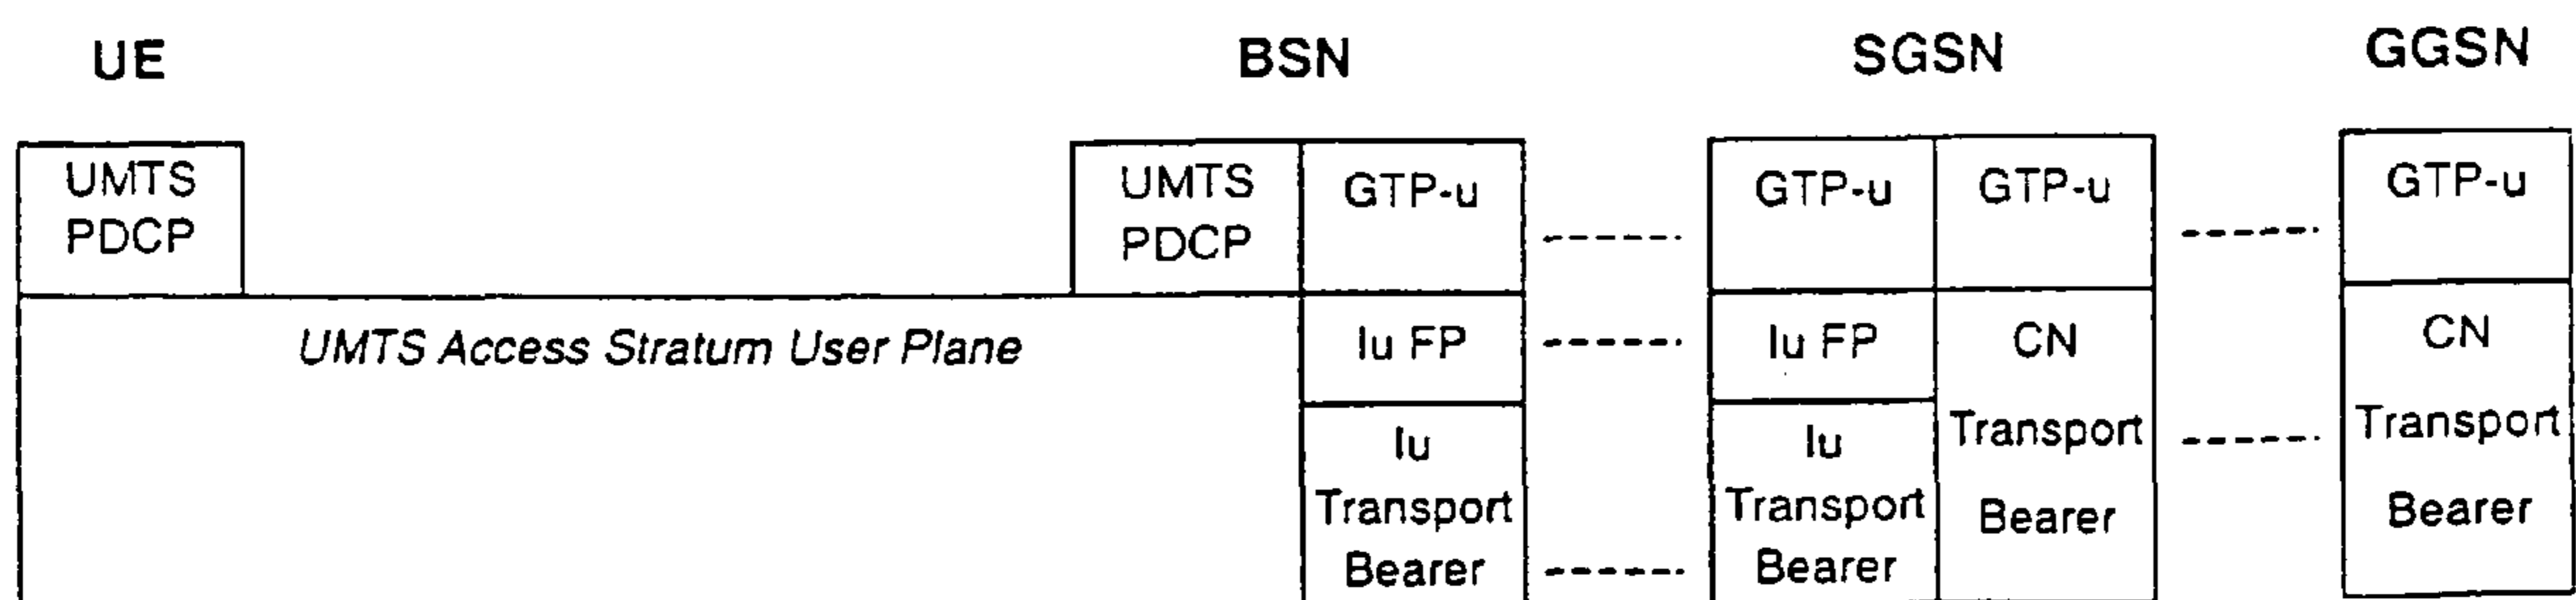 UE
BSN
SGSN
GGSN
UMTS
PDCP
UMTS
PDCP
GTP-u
GTP-u
GTP-u
GTP-u
UMTS Access Stratum User Plane
Iu FP
Iu
Transport
Bearer
Iu FP
Iu
Transport
Bearer
CN
Transport
Bearer
CN
Transport
Bearer